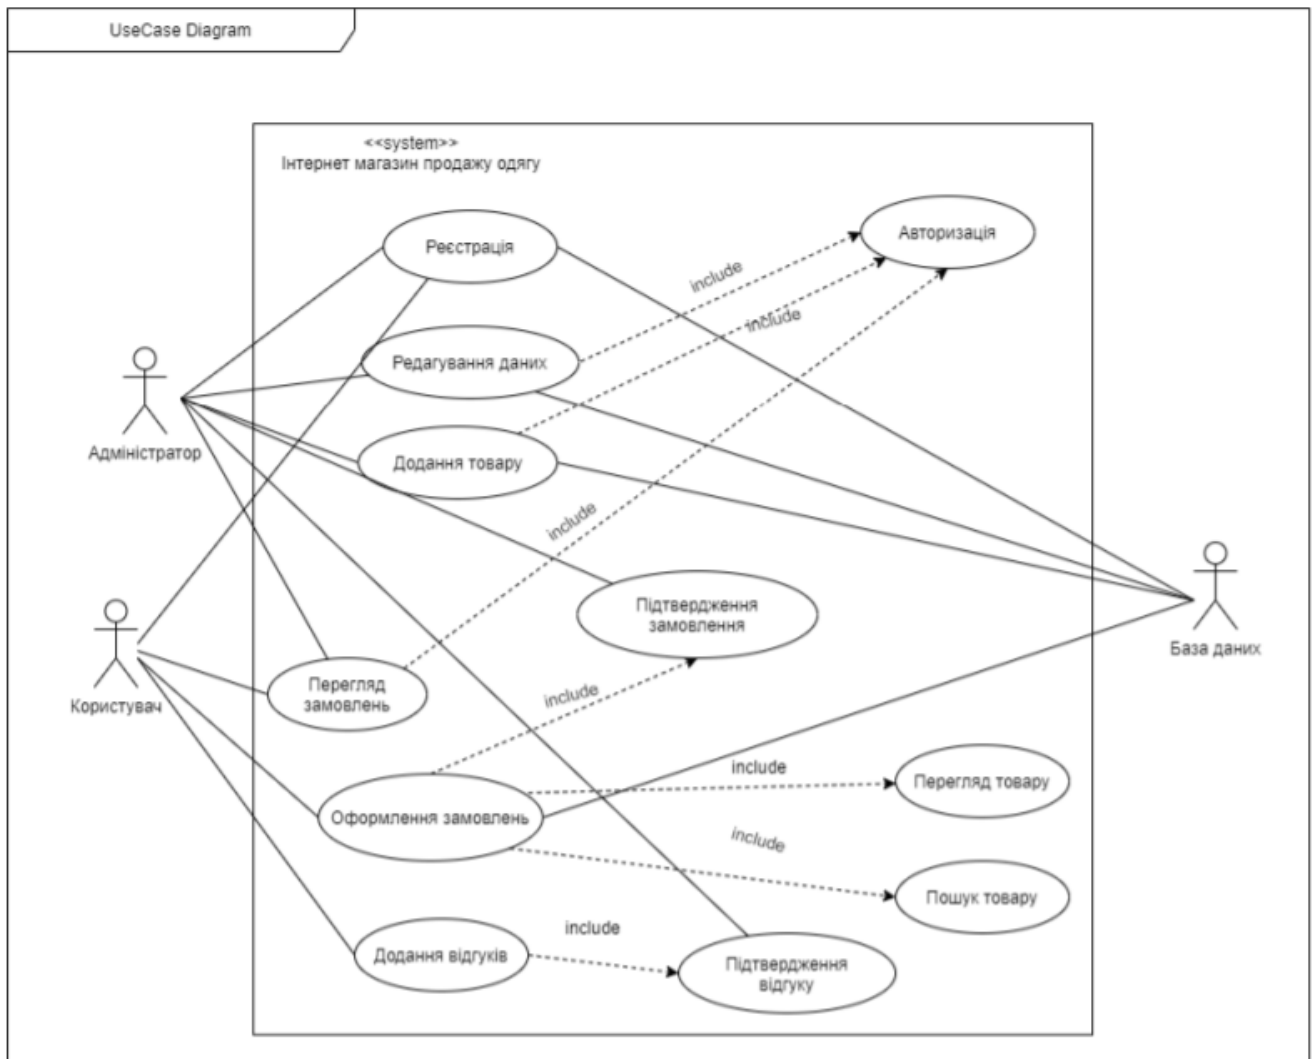 UseCase Diagram
<<system>>
Інтернет магазин продажу одягу
Реєстрація
Авторизація
include
include
Редагування даних
Адміністратор
Додання товару
include
Підтвердження
замовлення
База даних
Користувач
Перегляд
замовлень
include
include
Перегляд товару
Оформлення замовлень
include
Пошук товару
Додання відгуків
include
Підтвердження
відгуку